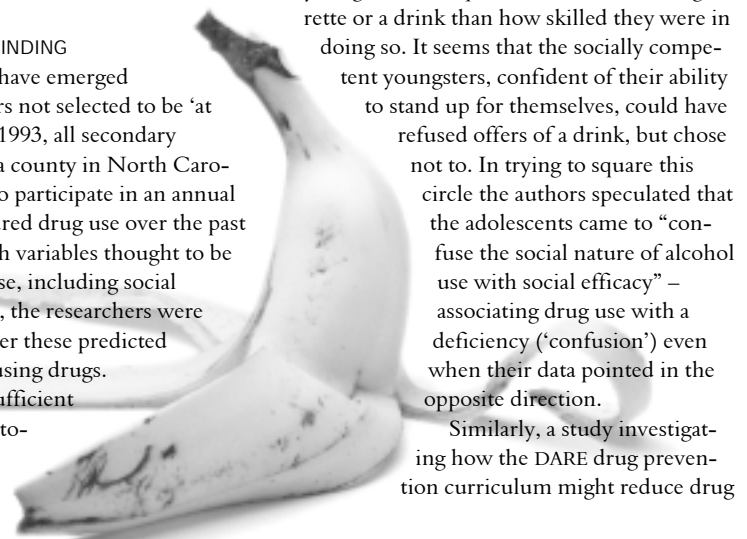 INDING
have emerged
rs not selected to be ‘at
1993, all secondary
a county in North Caro-
o participate in an annual
ured drug use over the past
h variables thought to be
se, including social
, the researchers were
er these predicted
using drugs.
ufficient
to-
rette or a drink than how skilled they were in
doing so. It seems that the socially compe-
tent youngsters, confident of their ability
to stand up for themselves, could have
refused offers of a drink, but chose
not to. In trying to square this
circle the authors speculated that
the adolescents came to “con-
fuse the social nature of alcohol
use with social efficacy” –
associating drug use with a
deficiency (‘confusion’) even
when their data pointed in the
opposite direction.
Similarly, a study investigat-
ing how the DARE drug preven-
tion curriculum might reduce drug